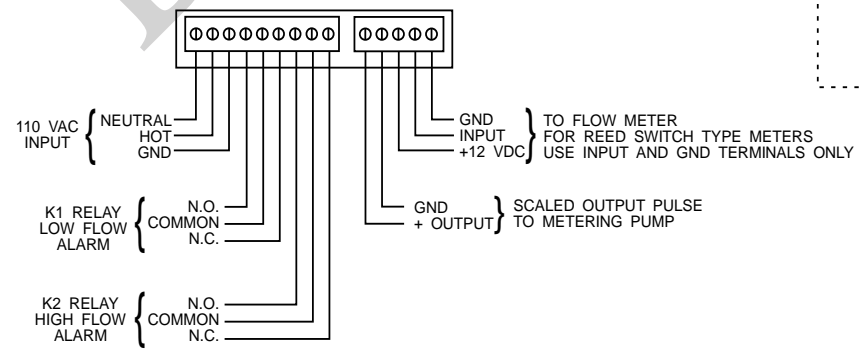 110 VAC
INPUT
NEUTRAL
HOT
GND
GND
INPUT
+12 VDC
TO FLOW METER
FOR REED SWITCH TYPE METERS
USE INPUT AND GND TERMINALS ONLY
K1 RELAY
LOW FLOW
ALARM
N.O.
COMMON
N.C.
GND
+ OUTPUT
SCALED OUTPUT PULSE
TO METERING PUMP
K2 RELAY
HIGH FLOW
ALARM
N.O.
COMMON
N.C.